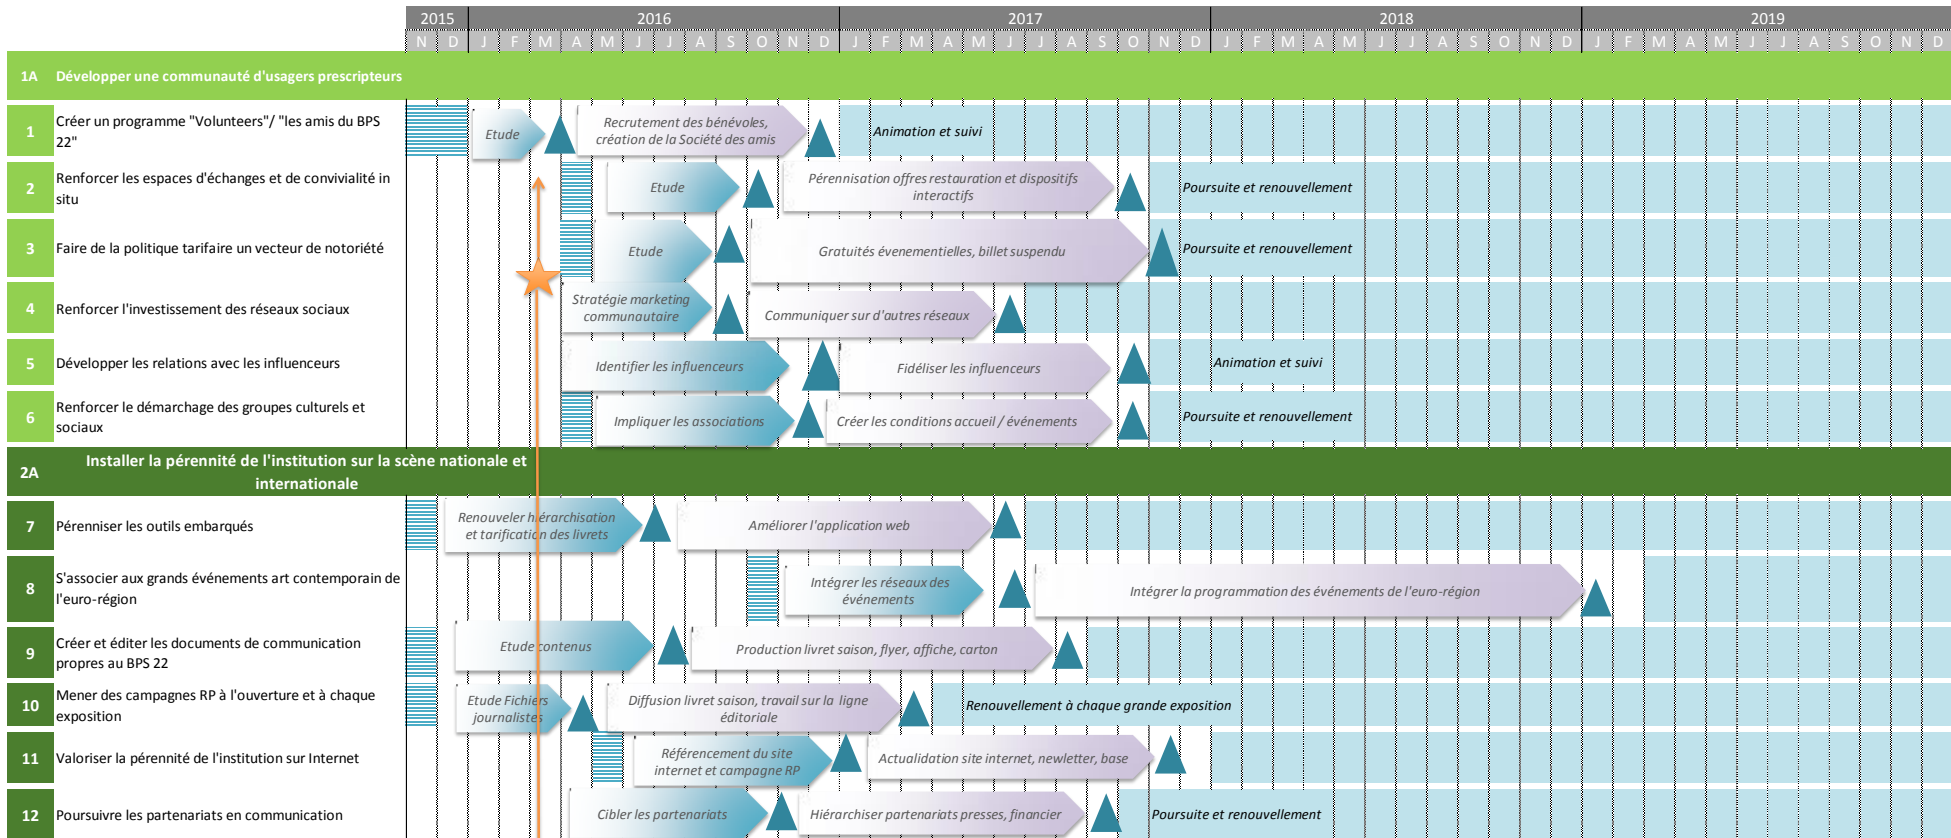 2015 2016 2017 2018 2019
N D J F M A M J J A S O N D J F M A M J J A S O N D J F M A M J J A S O N D J F M A M J J A S O N D
1A Développer une communauté d'usagers prescripteurs
1 Créer un programme "Volunteers"/ "les amis du BPS
22"
Etude
Recrutement des bénévoles,
création de la Société des amis
Animation et suivi
2 Renforcer les espaces d'échanges et de convivialité in
situ
Etude
Pérennisation offres restauration et dispositifs
interactifs
Poursuite et renouvellement
3 Faire de la politique tarifaire un vecteur de notoriété
Etude
Gratuités évenementielles, billet suspendu
Poursuite et renouvellement
4 Renforcer l'investissement des réseaux sociaux
Stratégie marketing
communautaire
Communiquer sur d'autres réseaux
5 Développer les relations avec les influenceurs
Identifier les influenceurs
Fidéliser les influenceurs
Animation et suivi
6 Renforcer le démarchage des groupes culturels et
sociaux
Impliquer les associations
Créer les conditions accueil / événements
Poursuite et renouvellement
2A Installer la pérennité de l'institution sur la scène nationale et
internationale
7 Pérenniser les outils embarqués
Renouveler hiérarchisation
et tarification des livrets
Améliorer l'application web
8 S'associer aux grands événements art contemporain de
l'euro-région
Intégrer les réseaux des
événements
Intégrer la programmation des événements de l'euro-région
9 Créer et éditer les documents de communication
propres au BPS 22
Etude contenus
Production livret saison, flyer, affiche, carton
10 Mener des campagnes RP à l'ouverture et à chaque
exposition
Etude Fichiers
journalistes
Diffusion livret saison, travail sur la ligne
éditoriale
Renouvellement à chaque grande exposition
11 Valoriser la pérennité de l'institution sur Internet
Référencement du site
internet et campagne RP
Actualidation site internet, newletter, base
12 Poursuivre les partenariats en communication
Cibler les partenariats
Hiérarchiser partenariats presses, financier
Poursuite et renouvellement